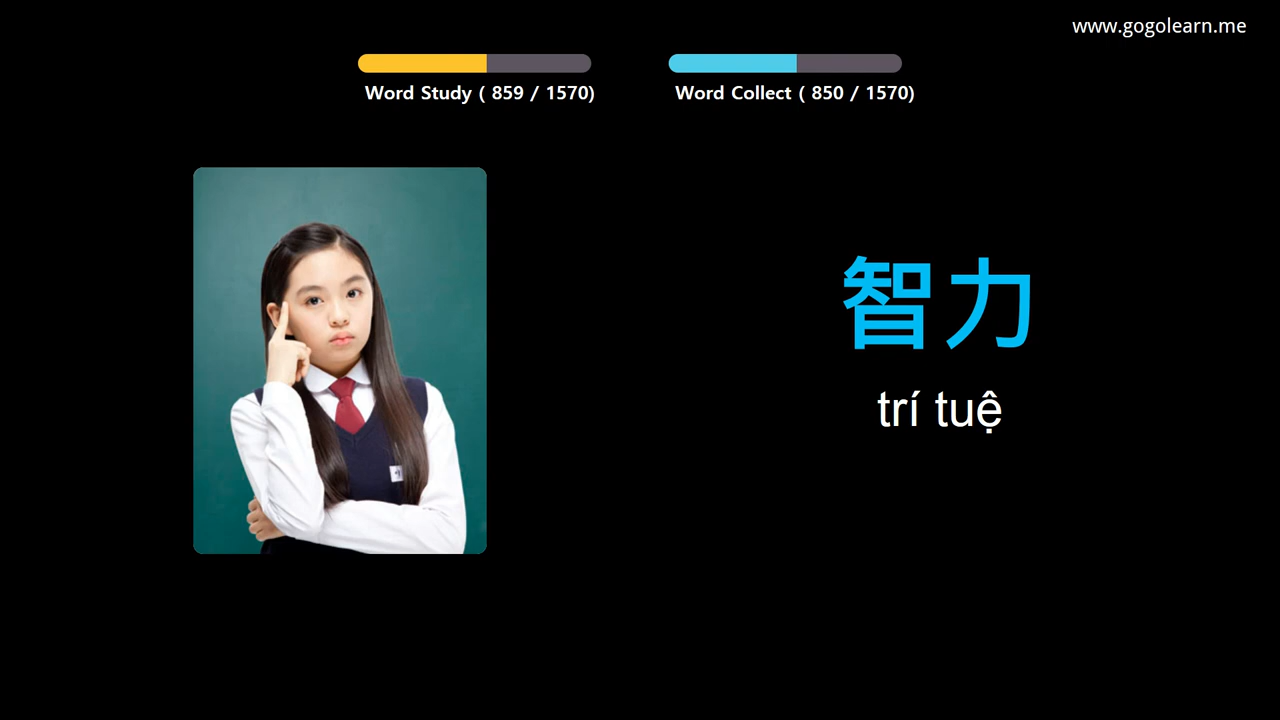 www.gogolearn.me
Word Study ( 859 / 1570)
Word Collect ( 850 / 1570)
智力
trí tuệ